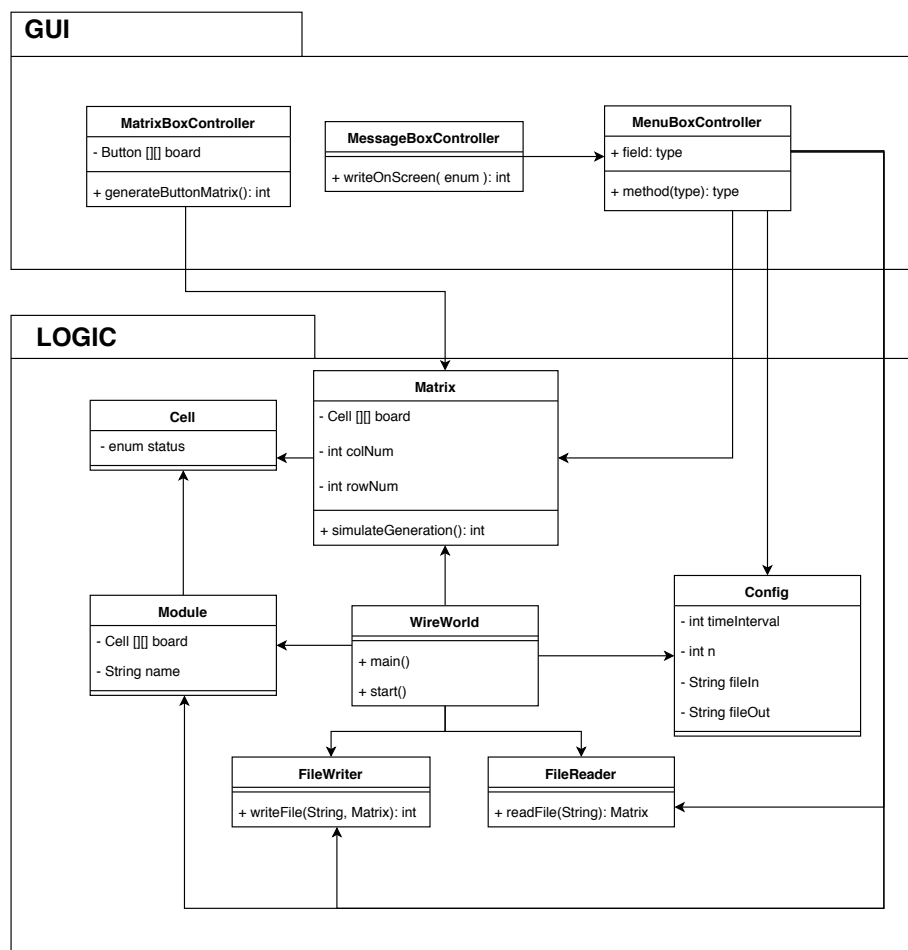 GUI
MatrixBoxController
- Button [][] board
+ generateButtonMatrix(): int
MessageBoxController
+ writeOnScreen( enum ): int
MenuBoxController
+ field: type
+ method(type): type
LOGIC
Matrix
- Cell [][] board
- int colNum
- int rowNum
+ simulateGeneration(): int
Cell
- enum status
Module
- Cell [][] board
- String name
WireWorld
+ main()
+ start()
Config
- int timeInterval
- int n
- String fileIn
- String fileOut
FileWriter
+ writeFile(String, Matrix): int
FileReader
+ readFile(String): Matrix